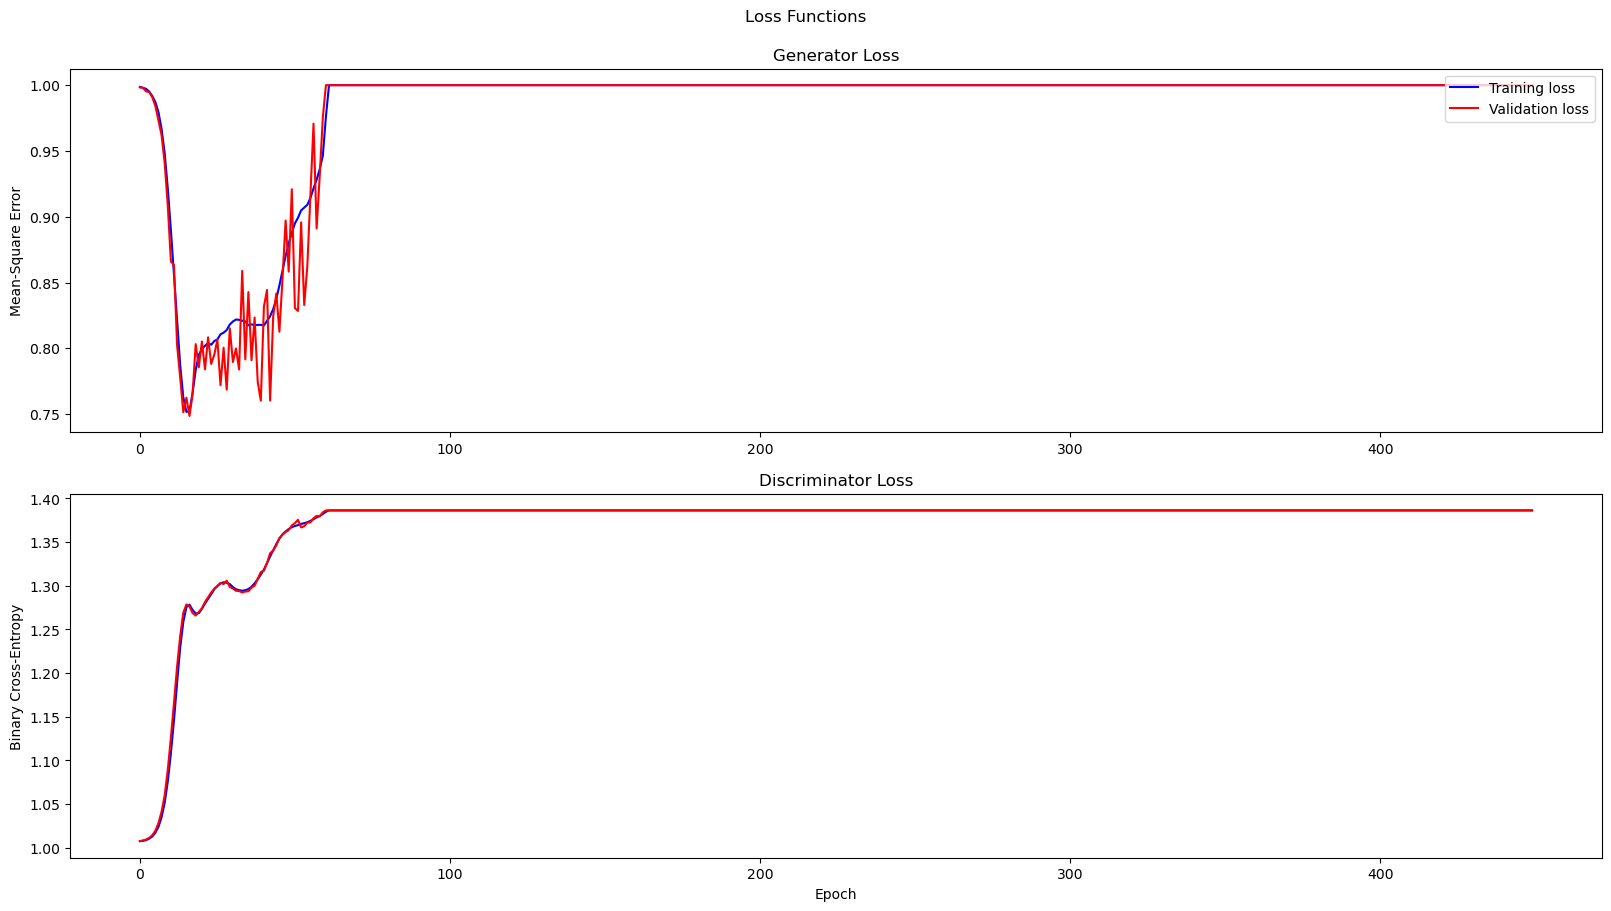 Loss Functions
Generator Loss
Mean-Square Error
1.00
0.95
0.90
0.85
0.80
0.75
Training loss
Validation loss
0 100 200 300 400
Discriminator Loss
Binary Cross-Entropy
1.40
1.35
1.30
1.25
1.20
1.15
1.10
1.05
1.00
0 100 200 300 400
Epoch